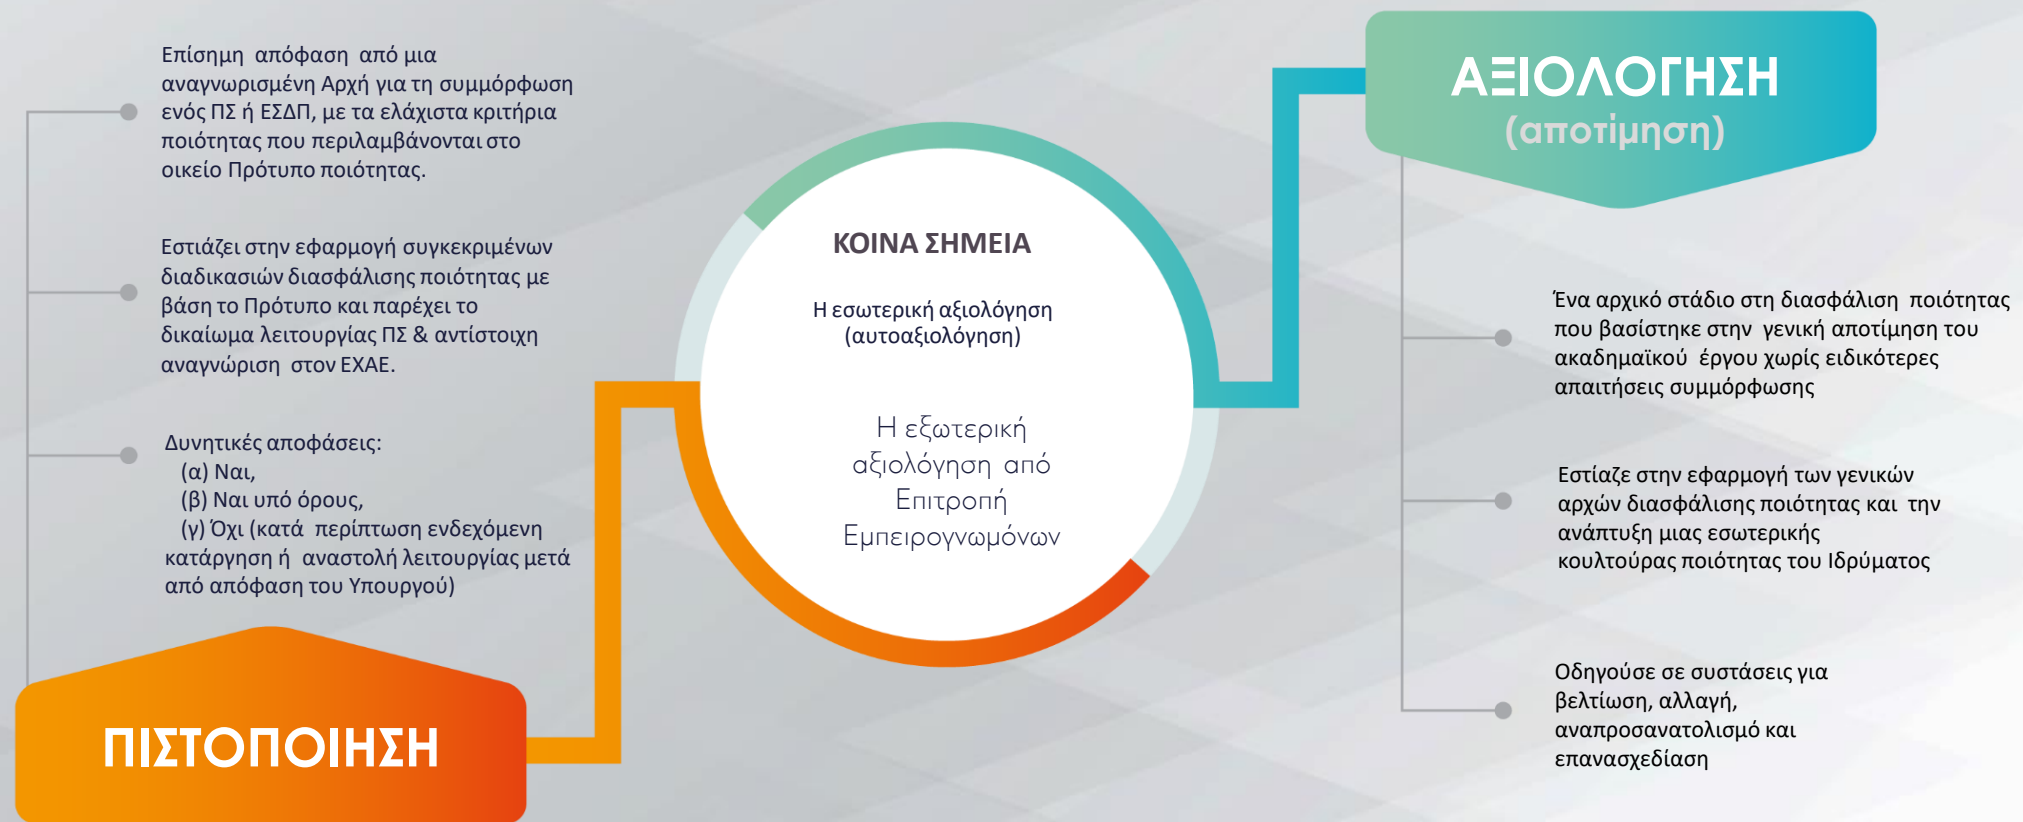 Επίσημη απόφαση από μια
αναγνωρισμένη Αρχή για τη συμμόρφωση
ενός ΠΣ ή ΕΣΔΠ, με τα ελάχιστα κριτήρια
ποιότητας που περιλαμβάνονται στο
οικείο Πρότυπο ποιότητας.
Εστιάζει στην εφαρμογή συγκεκριμένων
διαδικασιών διασφάλισης ποιότητας με
βάση το Πρότυπο και παρέχει το
δικαίωμα λειτουργίας ΠΣ & αντίστοιχη
αναγνώριση στον ΕΧΑΕ.
Δυνητικές αποφάσεις:
(α) Ναι,
(β) Ναι υπό όρους,
(γ) Όχι (κατά περίπτωση ενδεχόμενη
κατάργηση ή αναστολή λειτουργίας μετά
από απόφαση του Υπουργού)
ΠΙΣΤΟΠΟΙΗΣΗ
ΚΟΙΝΑ ΣΗΜΕΙΑ
Η εσωτερική αξιολόγηση
(αυτοαξιολόγηση)
Η εξωτερική
αξιολόγηση από
Επιτροπή
Εμπειρογνωμόνων
ΑΞΙΟΛΟΓΗΣΗ
(αποτίμηση)
Ένα αρχικό στάδιο στη διασφάλιση ποιότητας
που βασίστηκε στην γενική αποτίμηση του
ακαδημαϊκού έργου χωρίς ειδικότερες
απαιτήσεις συμμόρφωσης
Εστίαζε στην εφαρμογή των γενικών
αρχών διασφάλισης ποιότητας και την
ανάπτυξη μιας εσωτερικής
κουλτούρας ποιότητας του Ιδρύματος
Οδηγούσε σε συστάσεις για
βελτίωση, αλλαγή,
αναπροσανατολισμό και
επανασχεδίαση